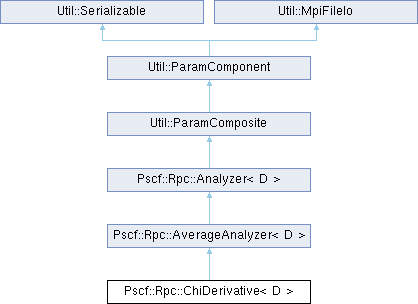 Util::Serializable
Util::MpiFileIo
Util::ParamComponent
Util::ParamComposite
Pscf::Rpc::Analyzer< D >
Pscf::Rpc::AverageAnalyzer< D >
Pscf::Rpc::ChiDerivative< D >